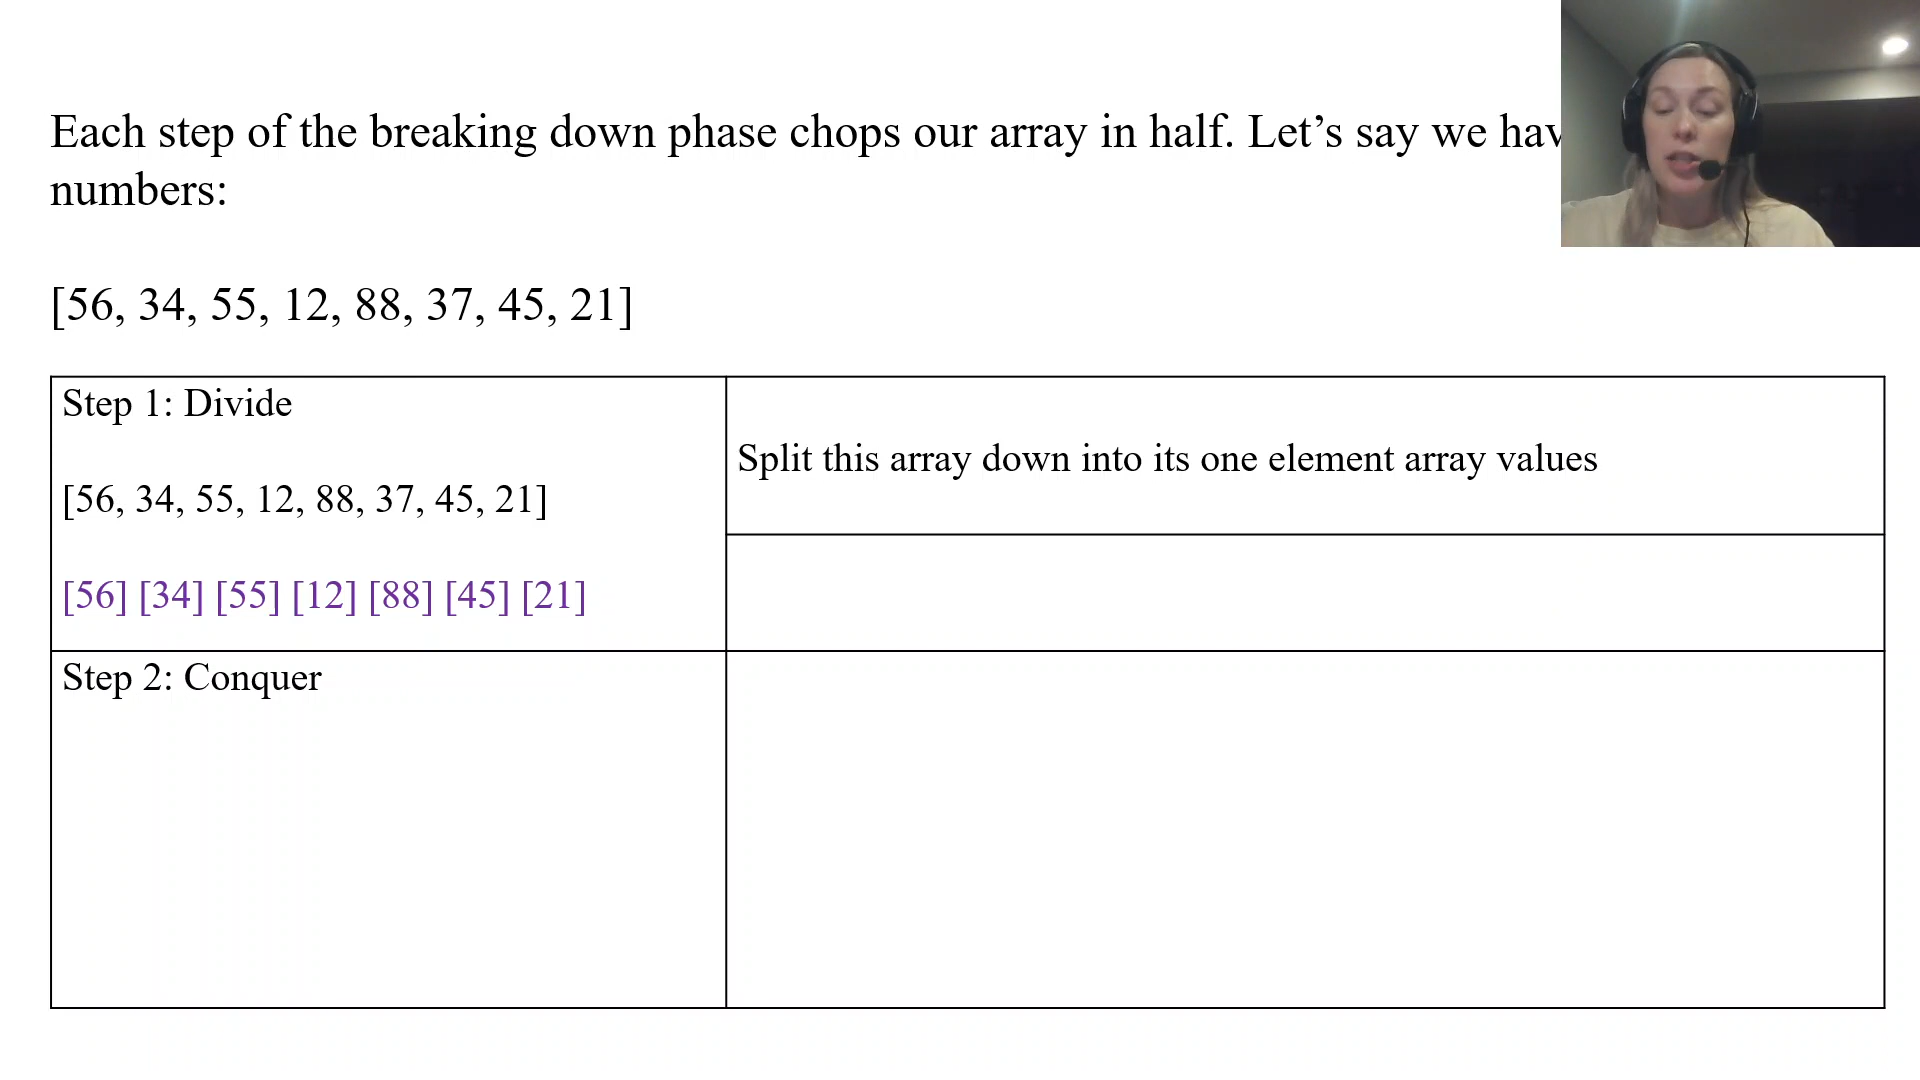 Each step of the breaking down phase chops our array in half. Let’s say we
numbers:
[56, 34, 55, 12, 88, 37, 45, 21]
Step 1: Divide
Split this array down into its one element array values
[56, 34, 55, 12, 88, 37, 45, 21]
[56] [34] [55] [12] [88] [45] [21]
Step 2: Conquer